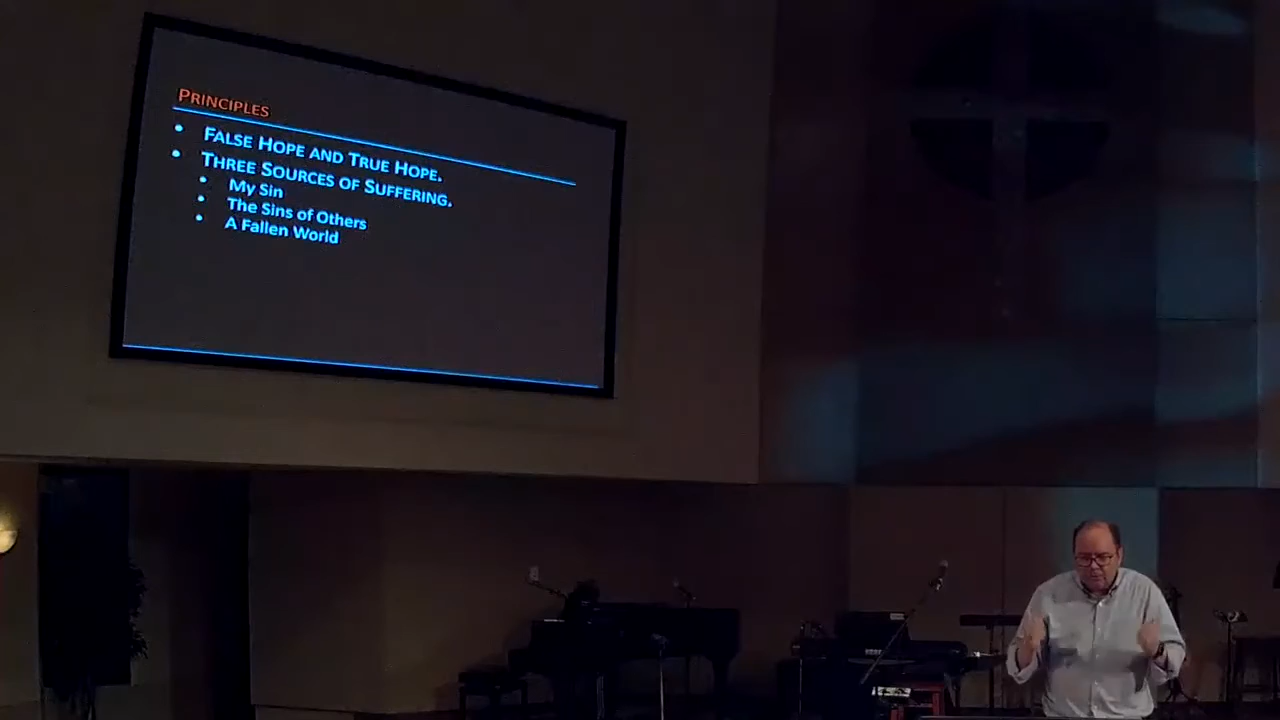 PRINCIPLES
• FALSE HOPE AND TRUE HOPE.
• THREE SOURCES OF SUFFERING.
• My Sin
• The Sins of Others
• A Fallen World